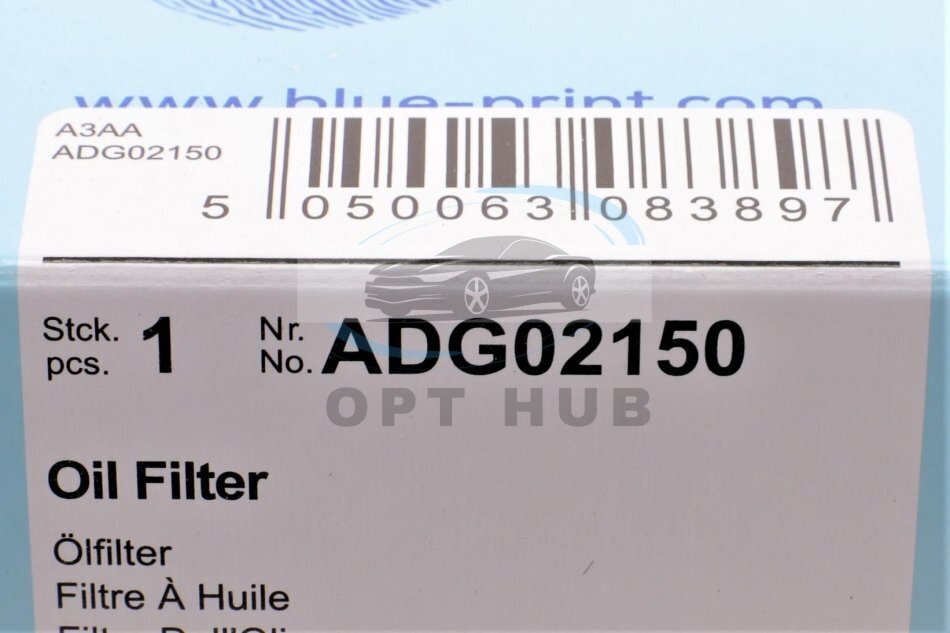 www.blue-print.com
A3AA
ADG02150
5 050063 083897
Stck. 1 Nr. ADG02150
pcs. No.
OPT HUB
Oil Filter
Ölfilter
Filtre À Huile